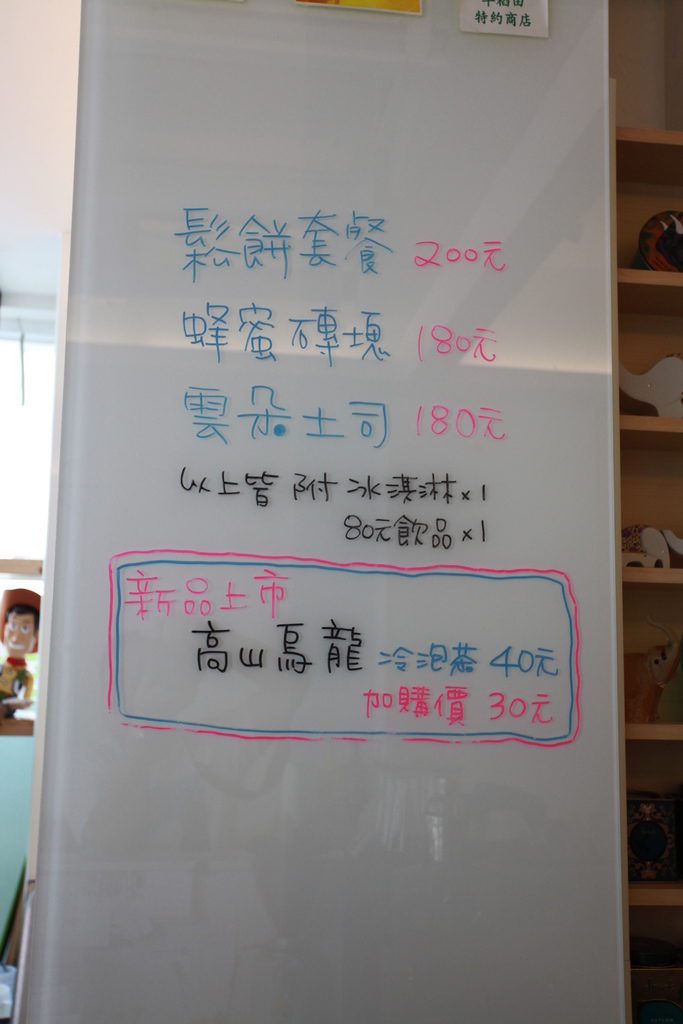 特約商店
鬆餅套餐 200元
蜂蜜磚塊 180元
雲朵土司 180元
以上皆附 冰淇淋x1
80元飲品x1
新品上市
高山烏龍 冷泡茶 40元
加購價 30元